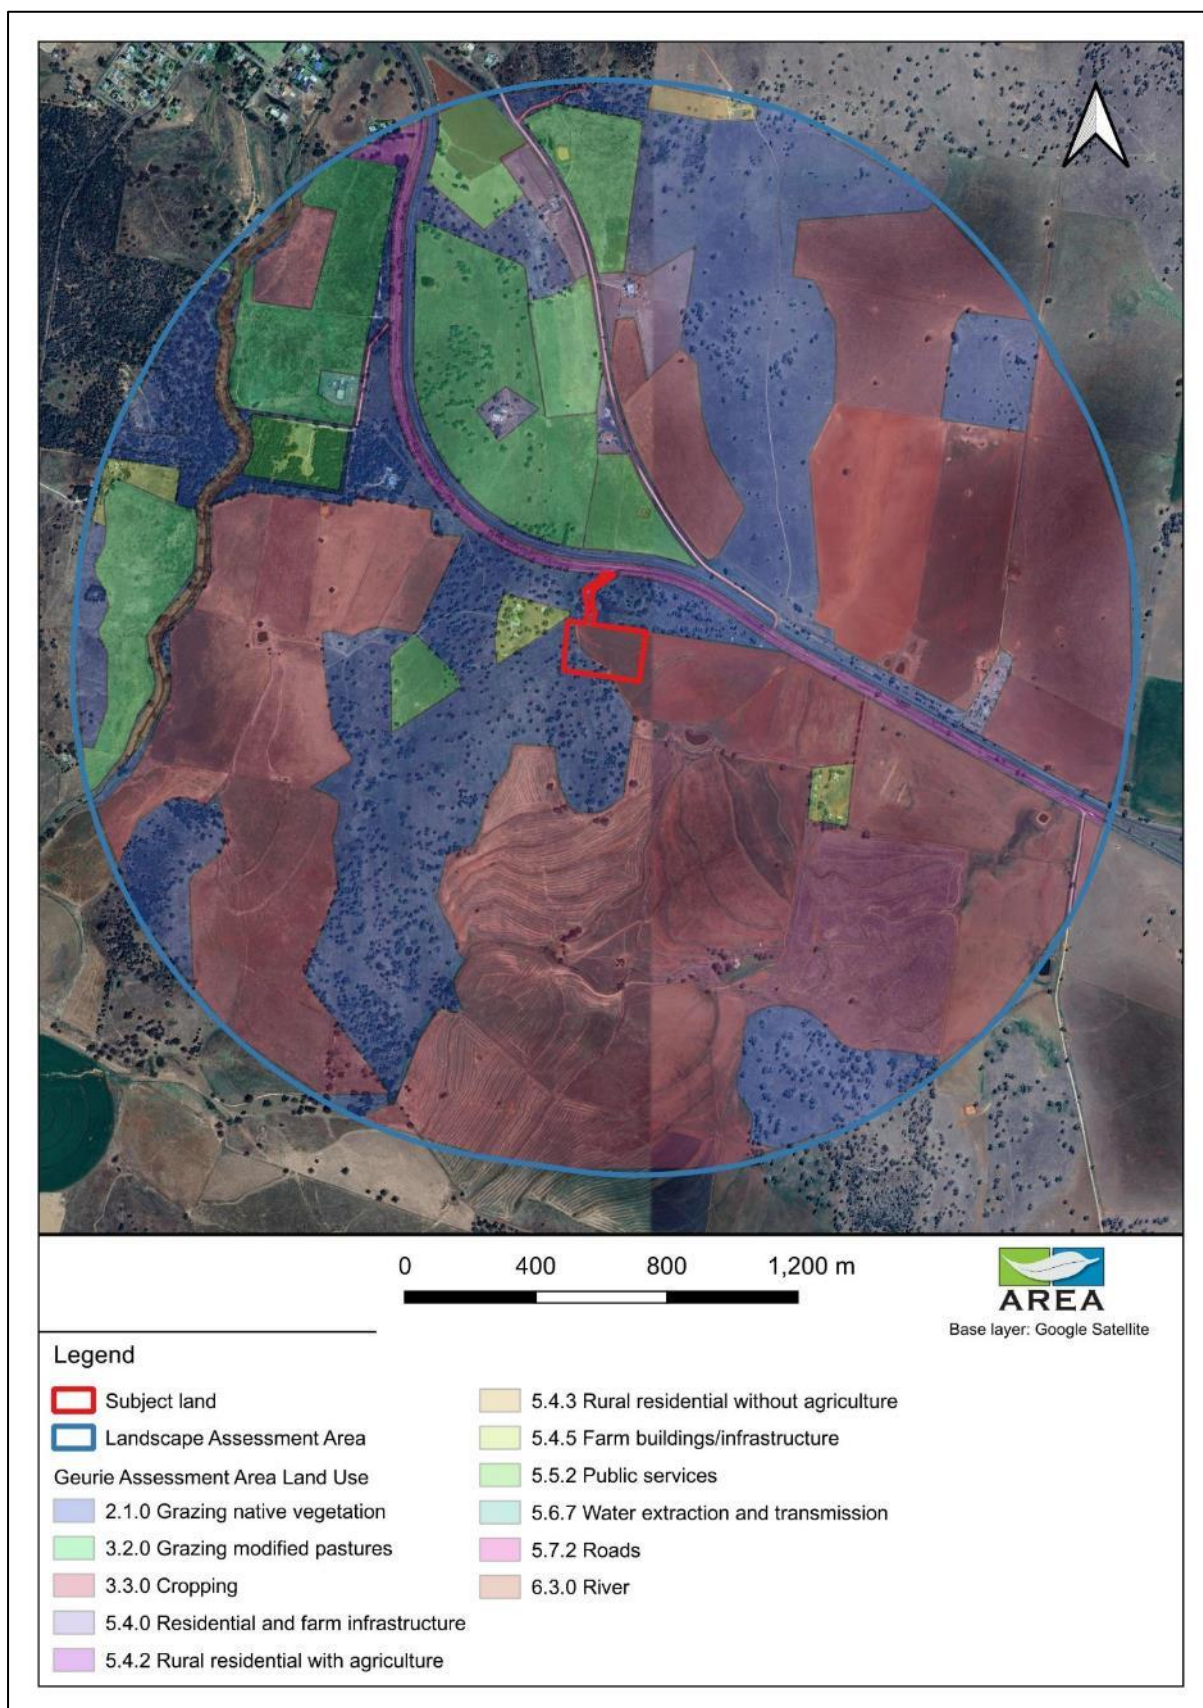 0 400 800 1,200 m
AREA
Base layer: Google Satellite
Legend
Subject land
Landscape Assessment Area
Geurie Assessment Area Land Use
2.1.0 Grazing native vegetation
3.2.0 Grazing modified pastures
3.3.0 Cropping
5.4.0 Residential and farm infrastructure
5.4.2 Rural residential with agriculture
5.4.3 Rural residential without agriculture
5.4.5 Farm buildings/infrastructure
5.5.2 Public services
5.6.7 Water extraction and transmission
5.7.2 Roads
6.3.0 River